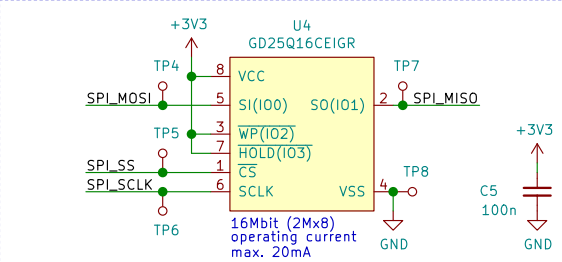 +3V3
U4
GD25Q16CEIGR
TP4
TP7
8
VCC
SPI_MOSI
5
SI(IO0)
SO(IO1)
2
SPI_MISO
TP5
3
WP(IO2)
+3V3
7
HOLD(IO3)
SPI_SS
1
CS
TP8
SPI_SCLK
6
SCLK
VSS
4
C5
100n
TP6
16Mbit (2Mx8)
operating current
max. 20mA
GND
GND